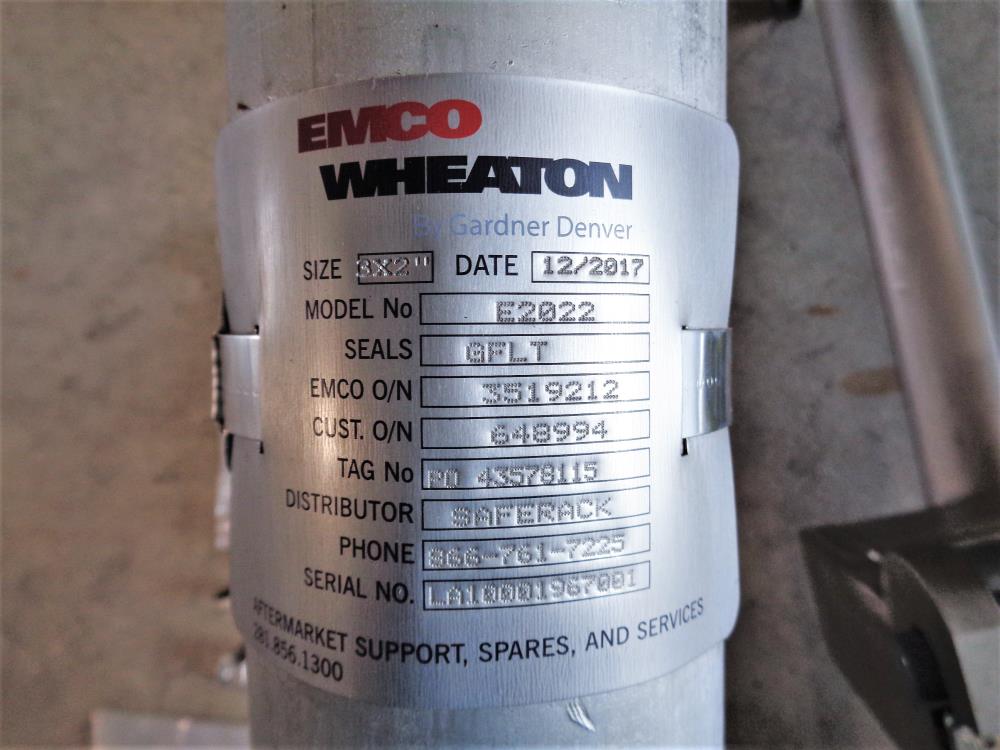 EMCO
WHEATON
By Gardner Denver
SIZE 3X2" DATE 12/2017
MODEL No E2022
SEALS GFLT
EMCO O/N 3519212
CUST. O/N 648994
TAG No PO 43578115
DISTRIBUTOR SAFERACK
PHONE 866-761-7225
SERIAL NO. LA10001967001
AFTERMARKET SUPPORT, SPARES, AND SERVICES
281.856.1300